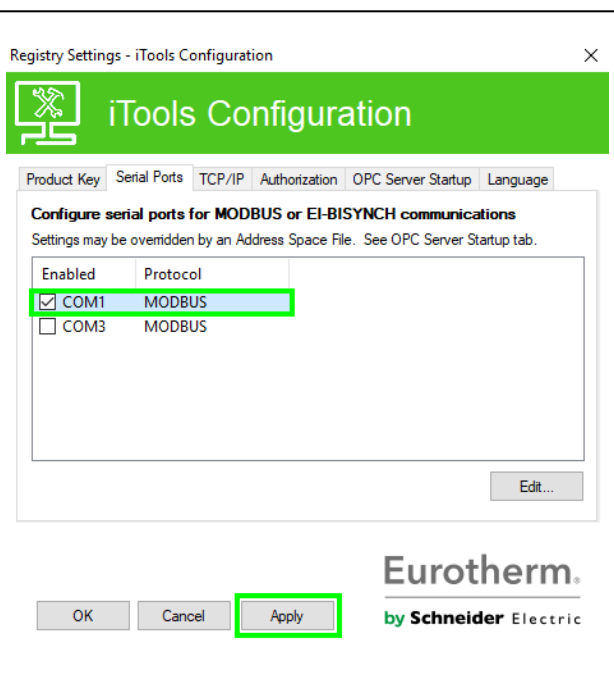 Registry Settings - iTools Configuration
iTools Configuration
Product Key Serial Ports TCP/IP Authorization OPC Server Startup Language
Configure serial ports for MODBUS or EI-BISYNCH communications
Settings may be overridden by an Address Space File. See OPC Server Startup tab.
Enabled Protocol
COM1 MODBUS
COM3 MODBUS
Edit...
Eurotherm®
by Schneider Electric
OK Cancel Apply